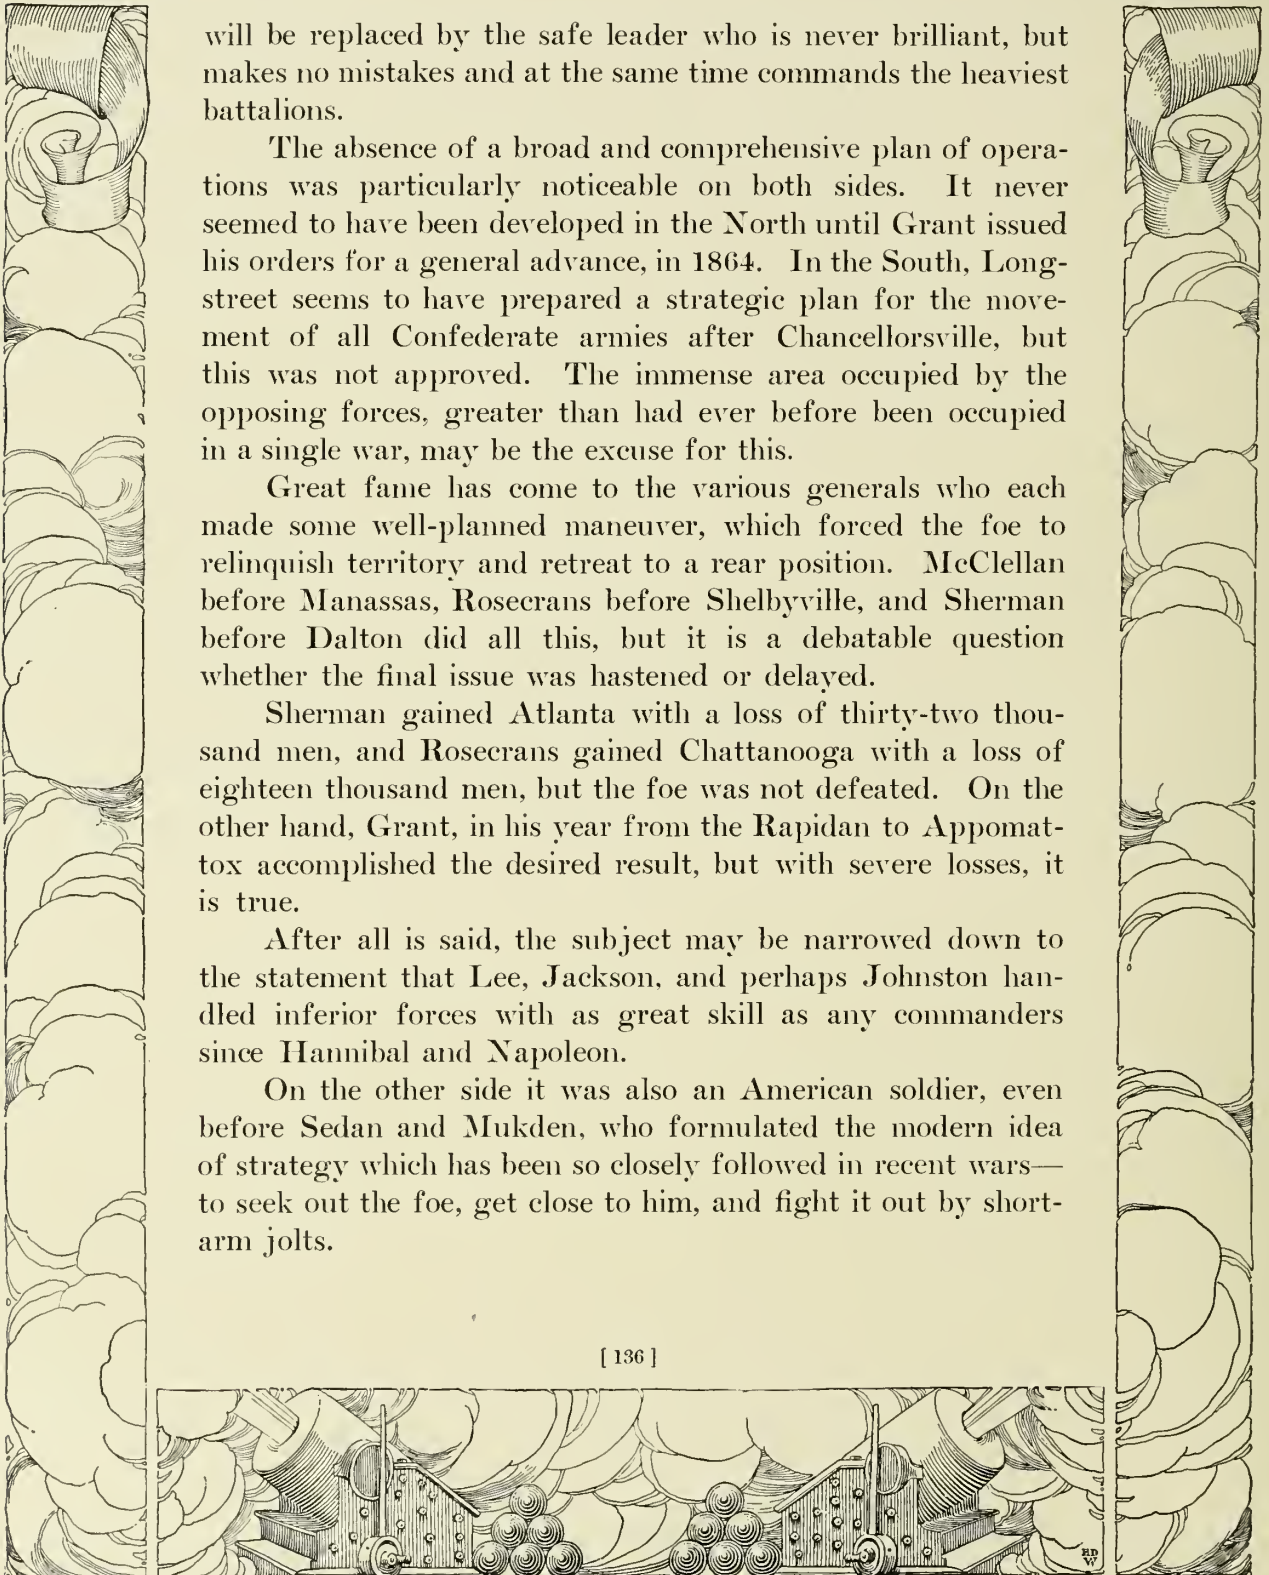 will be replaced by the safe leader who is never brilliant, but
makes no mistakes and at the same time commands the heaviest
battalions.
The absence of a broad and comprehensive plan of opera-
tions was particularly noticeable on both sides. It never
seemed to have been developed in the North until Grant issued
his orders for a general advance, in 1864. In the South, Long-
street seems to have prepared a strategic plan for the move-
ment of all Confederate armies after Chancellorsville, but
this was not approved. The immense area occupied by the
opposing forces, greater than had ever before been occupied
in a single war, may be the excuse for this.
Great fame has come to the various generals who each
made some well-planned maneuver, which forced the foe to
relinquish territory and retreat to a rear position. McClellan
before Manassas, Rosecrans before Shelbyville, and Sherman
before Dalton did all this, but it is a debatable question
whether the final issue was hastened or delayed.
Sherman gained Atlanta with a loss of thirty-two thou-
sand men, and Rosecrans gained Chattanooga with a loss of
eighteen thousand men, but the foe was not defeated. On the
other hand, Grant, in his year from the Rapidan to Appomat-
tox accomplished the desired result, but with severe losses, it
is true.
After all is said, the subject may be narrowed down to
the statement that Lee, Jackson, and perhaps Johnston han-
dled inferior forces with as great skill as any commanders
since Hannibal and Napoleon.
On the other side it was also an American soldier, even
before Sedan and Mukden, who formulated the modern idea
of strategy which has been so closely followed in recent wars—
to seek out the foe, get close to him, and fight it out by short-
arm jolts.
[ 136 ]
HD
W